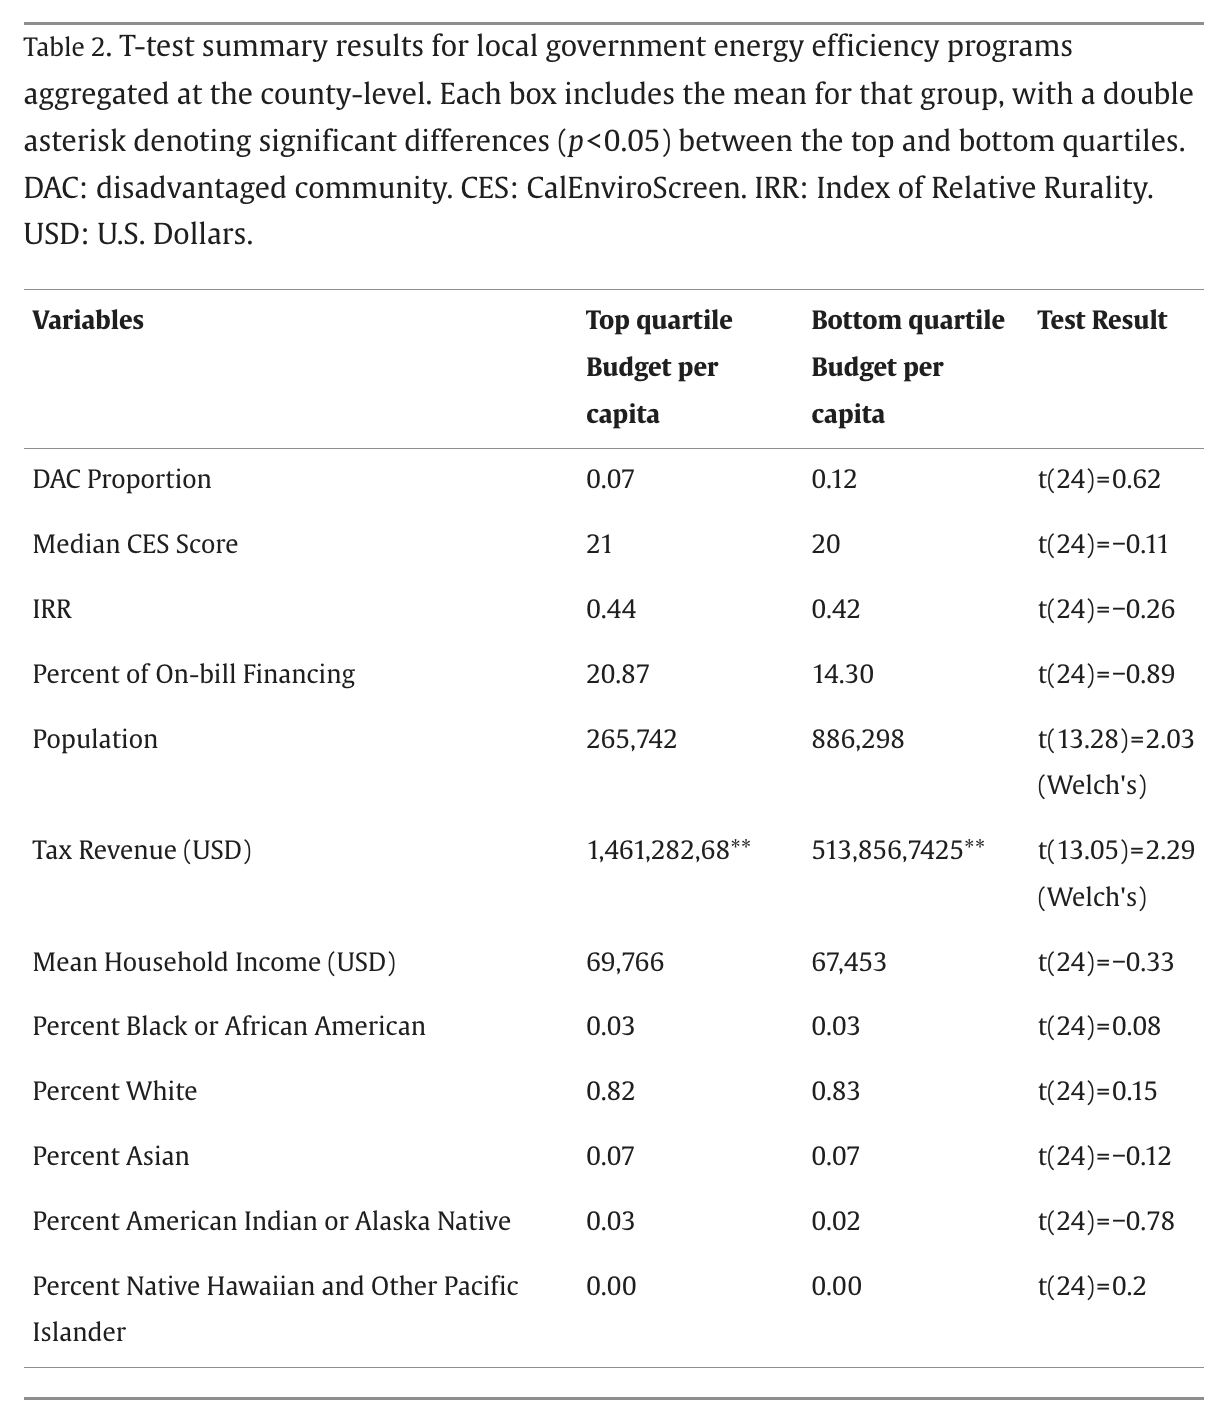 Table 2. T-test summary results for local government energy efficiency programs
aggregated at the county-level. Each box includes the mean for that group, with a double
asterisk denoting significant differences (p<0.05) between the top and bottom quartiles.
DAC: disadvantaged community. CES: CalEnviroScreen. IRR: Index of Relative Rurality.
USD: U.S. Dollars.
Variables Top quartile Bottom quartile Test Result
Budget per Budget per
capita capita
DAC Proportion 0.07 0.12 t(24)=0.62
Median CES Score 21 20 t(24)=−0.11
IRR 0.44 0.42 t(24)=−0.26
Percent of On-bill Financing 20.87 14.30 t(24)=−0.89
Population 265,742 886,298 t(13.28)=2.03
(Welch's)
Tax Revenue (USD) 1,461,282,68** 513,856,7425** t(13.05)=2.29
(Welch's)
Mean Household Income (USD) 69,766 67,453 t(24)=−0.33
Percent Black or African American 0.03 0.03 t(24)=0.08
Percent White 0.82 0.83 t(24)=0.15
Percent Asian 0.07 0.07 t(24)=−0.12
Percent American Indian or Alaska Native 0.03 0.02 t(24)=−0.78
Percent Native Hawaiian and Other Pacific 0.00 0.00 t(24)=0.2
Islander